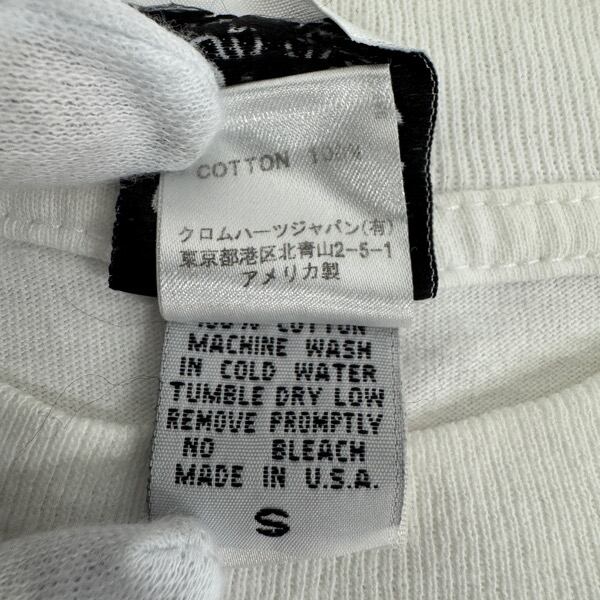 COTTON 100%
クロムハーツジャパン(有)
東京都港区北青山2-5-1
アメリカ製
100% COTTON
MACHINE WASH
IN COLD WATER
TUMBLE DRY LOW
REMOVE PROMPTLY
NO BLEACH
MADE IN U.S.A.
S